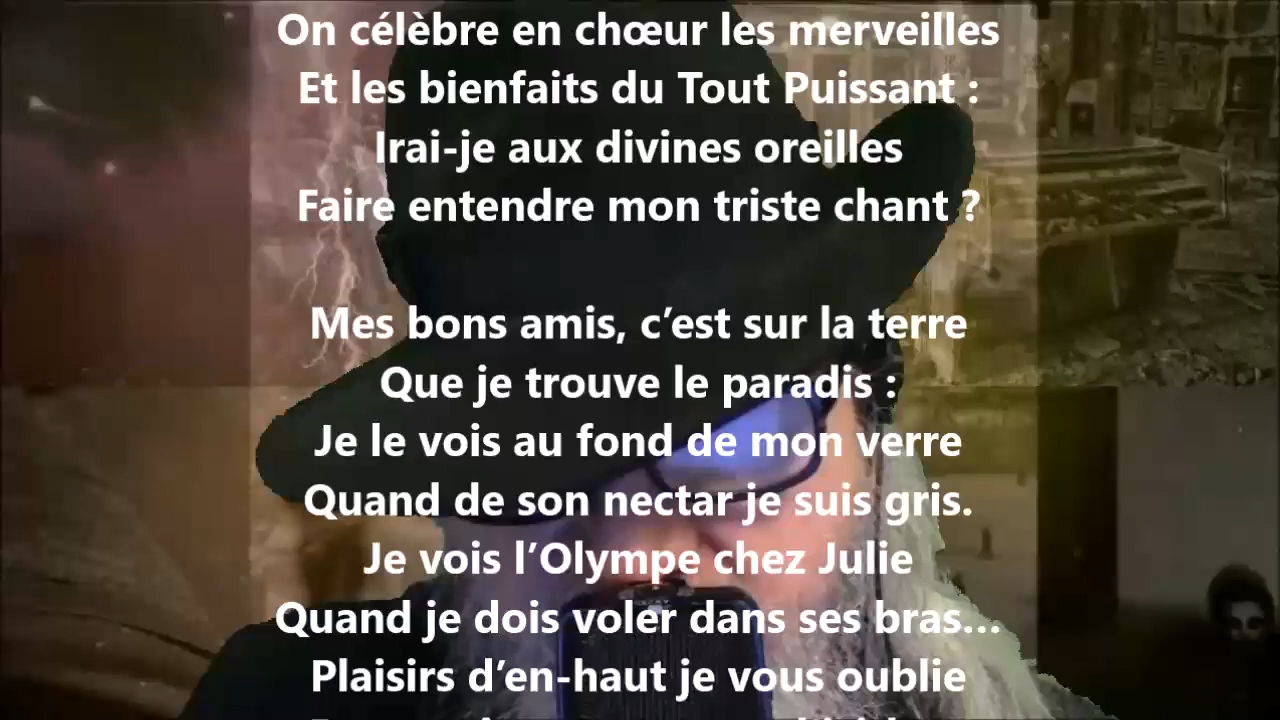 On célèbre en chœur les merveilles
Et les bienfaits du Tout Puissant :
Irai-je aux divines oreilles
Faire entendre mon triste chant ?
Mes bons amis, c’est sur la terre
Que je trouve le paradis :
Je le vois au fond de mon verre
Quand de son nectar je suis gris.
Je vois l’Olympe chez Julie
Quand je dois voler dans ses bras…
Plaisirs d’en-haut je vous oublie